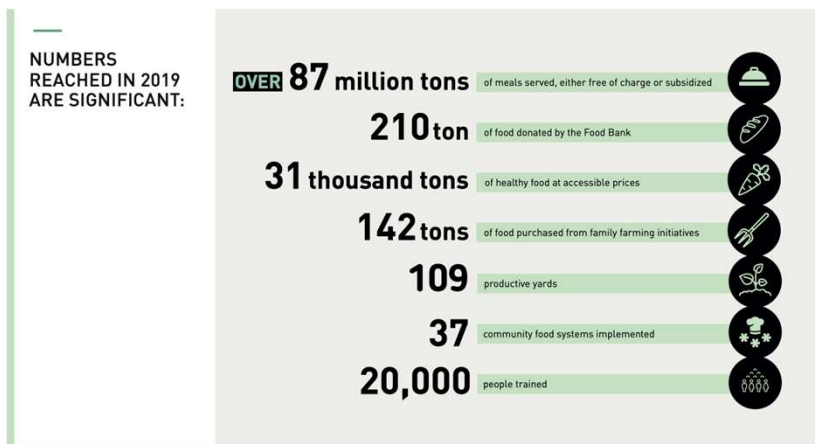 NUMBERS
REACHED IN 2019
ARE SIGNIFICANT:
OVER 87 million tons of meals served, either free of charge or subsidized
210 ton of food donated by the Food Bank
31 thousand tons of healthy food at accessible prices
142 tons of food purchased from family farming initiatives
109 productive yards
37 community food systems implemented
20,000 people trained